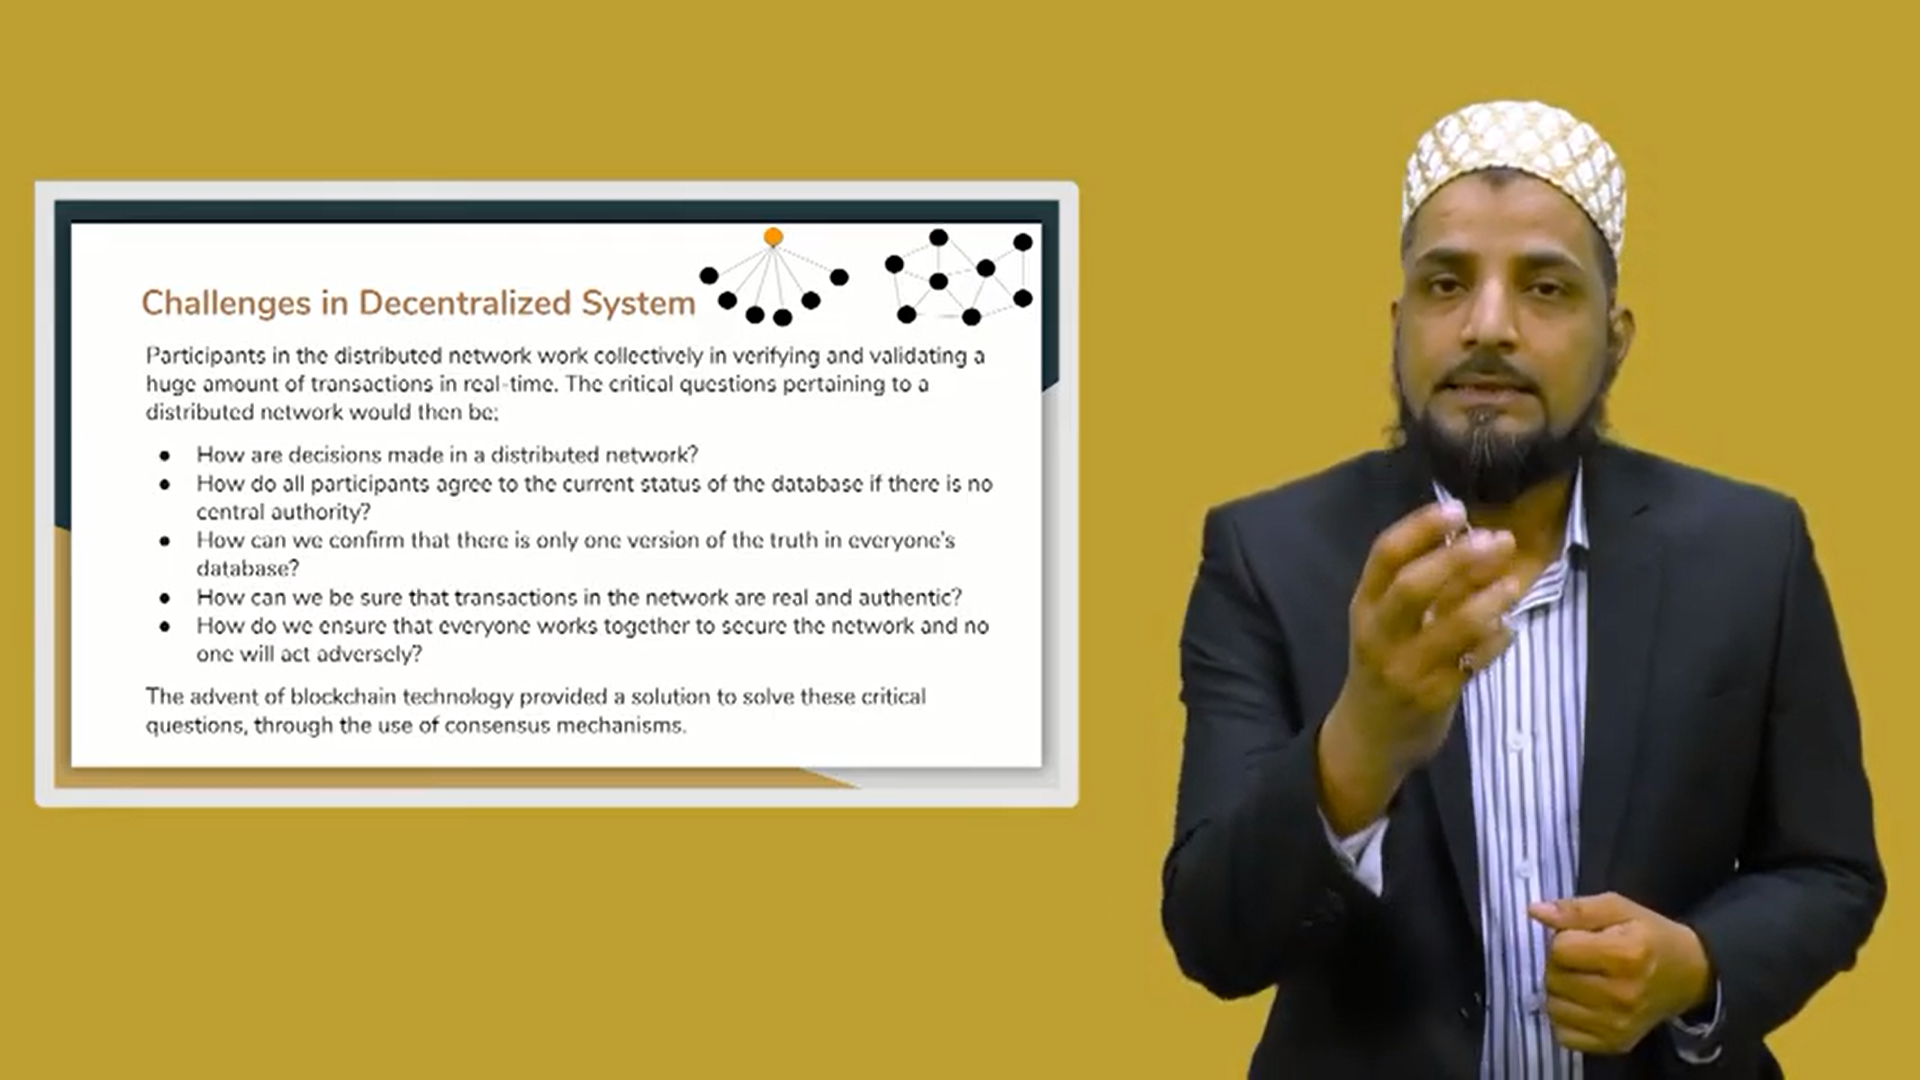 Challenges in Decentralized System
Participants in the distributed network work collectively in verifying and validating a
huge amount of transactions in real-time. The critical questions pertaining to a
distributed network would then be;
● How are decisions made in a distributed network?
● How do all participants agree to the current status of the database if there is no
central authority?
● How can we confirm that there is only one version of the truth in everyone's
database?
● How can we be sure that transactions in the network are real and authentic?
● How do we ensure that everyone works together to secure the network and no
one will act adversely?
The advent of blockchain technology provided a solution to solve these critical
questions, through the use of consensus mechanisms.